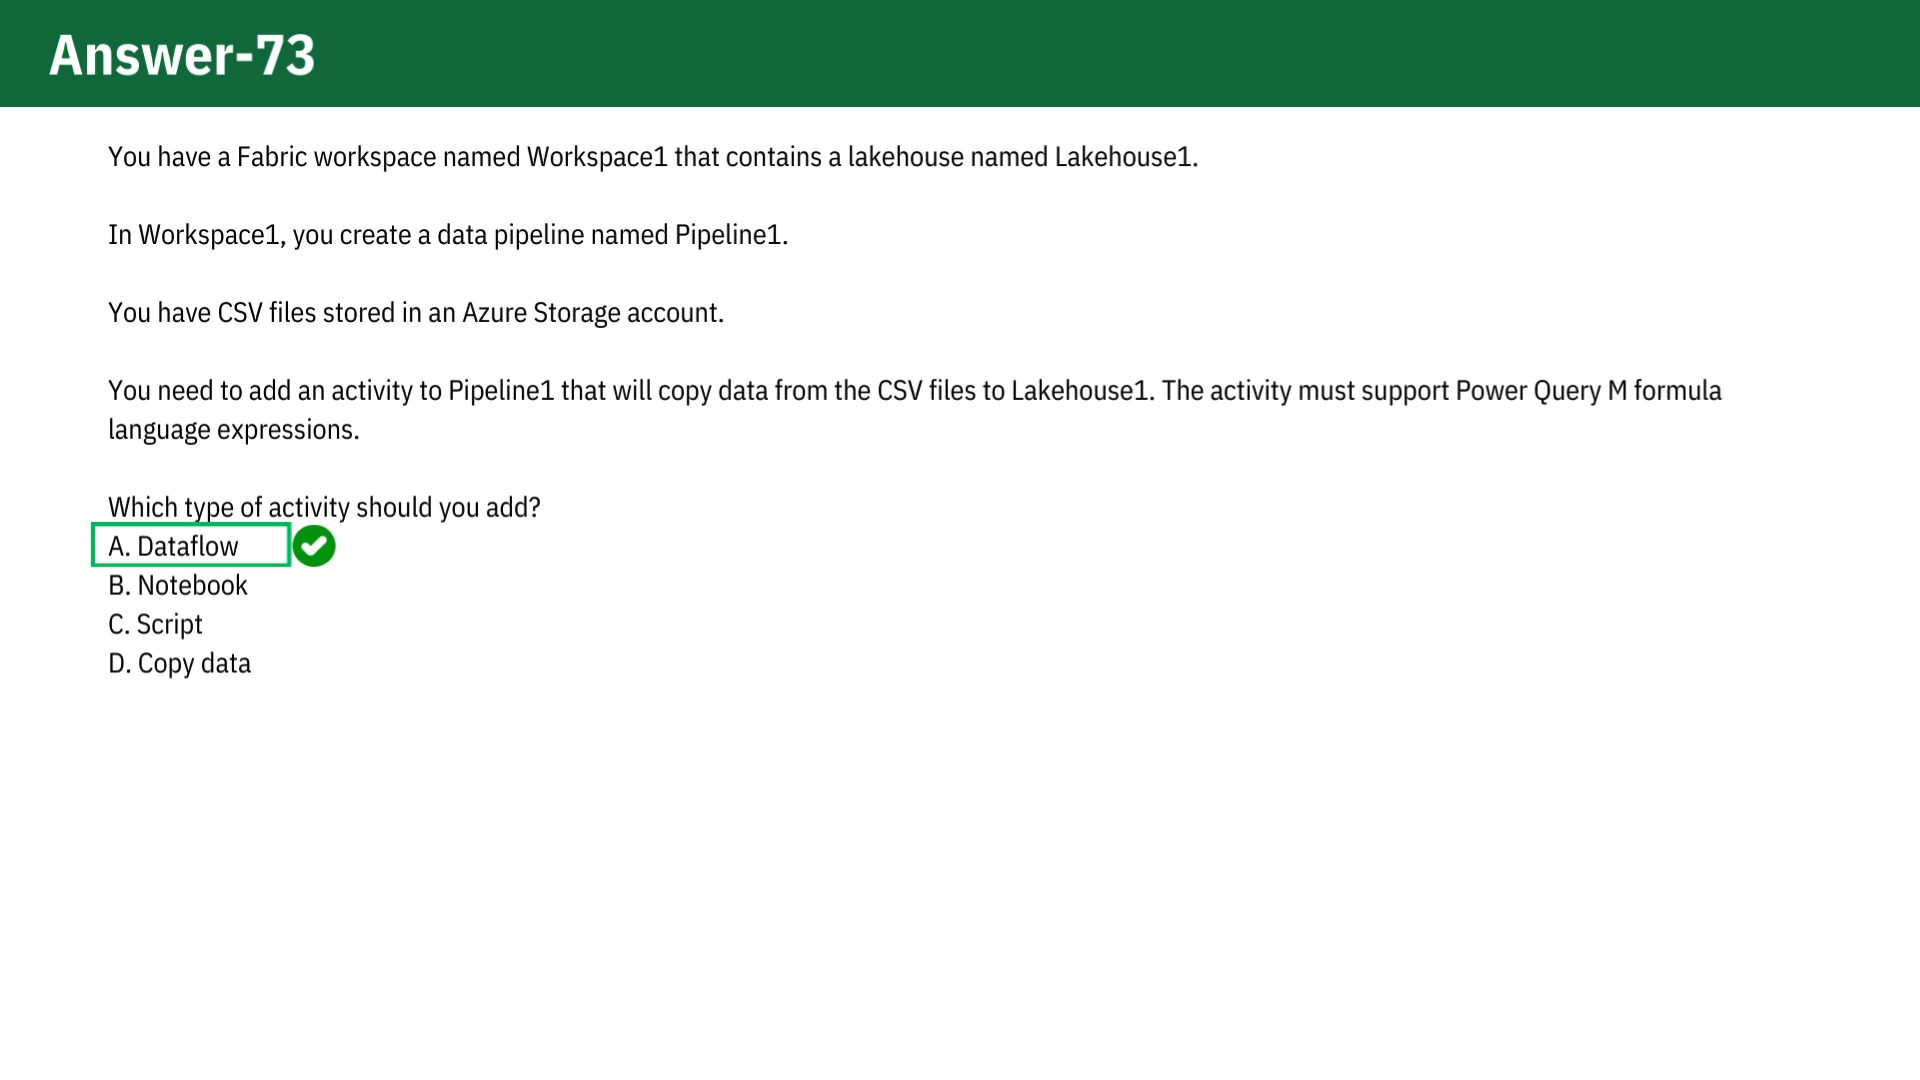 Answer-73
You have a Fabric workspace named Workspace1 that contains a lakehouse named Lakehouse1.
In Workspace1, you create a data pipeline named Pipeline1.
You have CSV files stored in an Azure Storage account.
You need to add an activity to Pipeline1 that will copy data from the CSV files to Lakehouse1. The activity must support Power Query M formula
language expressions.
Which type of activity should you add?
A. Dataflow
B. Notebook
C. Script
D. Copy data